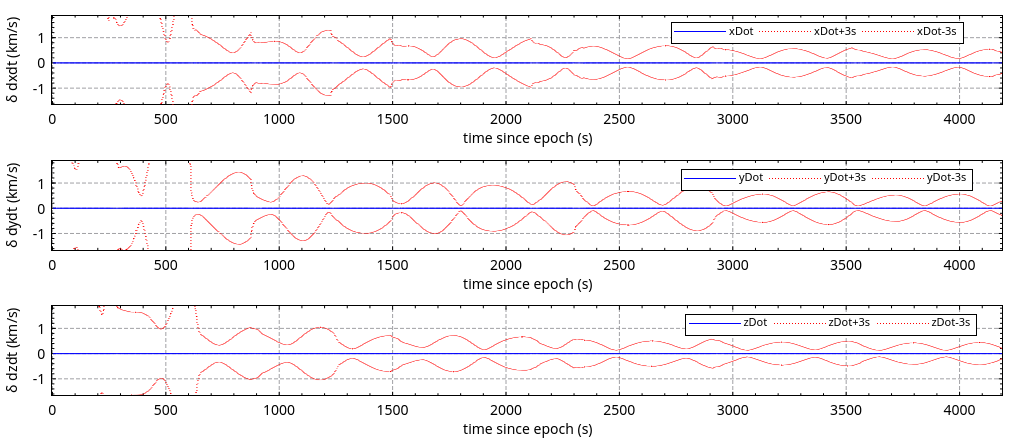 δ dxdt (km/s)
1
0
-1
xDot xDot+3s xDot-3s
0 500 1000 1500 2000 2500 3000 3500 4000
time since epoch (s)
δ dydt (km/s)
1
0
-1
yDot yDot+3s yDot-3s
0 500 1000 1500 2000 2500 3000 3500 4000
time since epoch (s)
δ dzdt (km/s)
1
0
-1
zDot zDot+3s zDot-3s
0 500 1000 1500 2000 2500 3000 3500 4000
time since epoch (s)